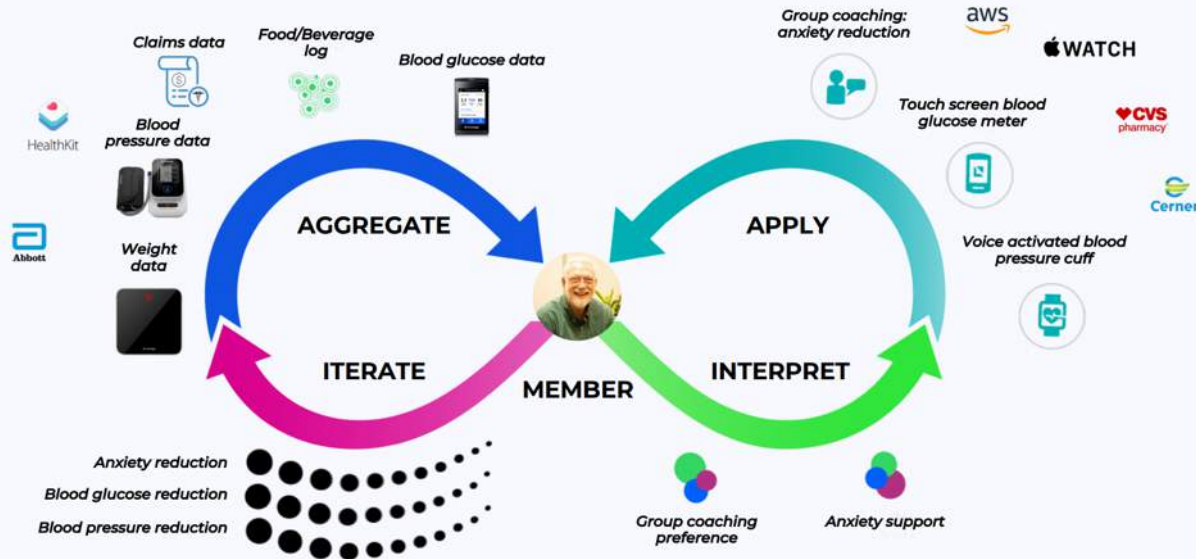 Claims data
Food/Beverage
log
Blood glucose data
HealthKit
Blood
pressure data
Abbott
Weight
data
AGGREGATE
ITERATE
MEMBER
Group coaching:
anxiety reduction
aws
WATCH
Touch screen blood
glucose meter
CVS
pharmacy
Cerner
Voice activated blood
pressure cuff
APPLY
INTERPRET
Anxiety reduction
Blood glucose reduction
Blood pressure reduction
Group coaching
preference
Anxiety support